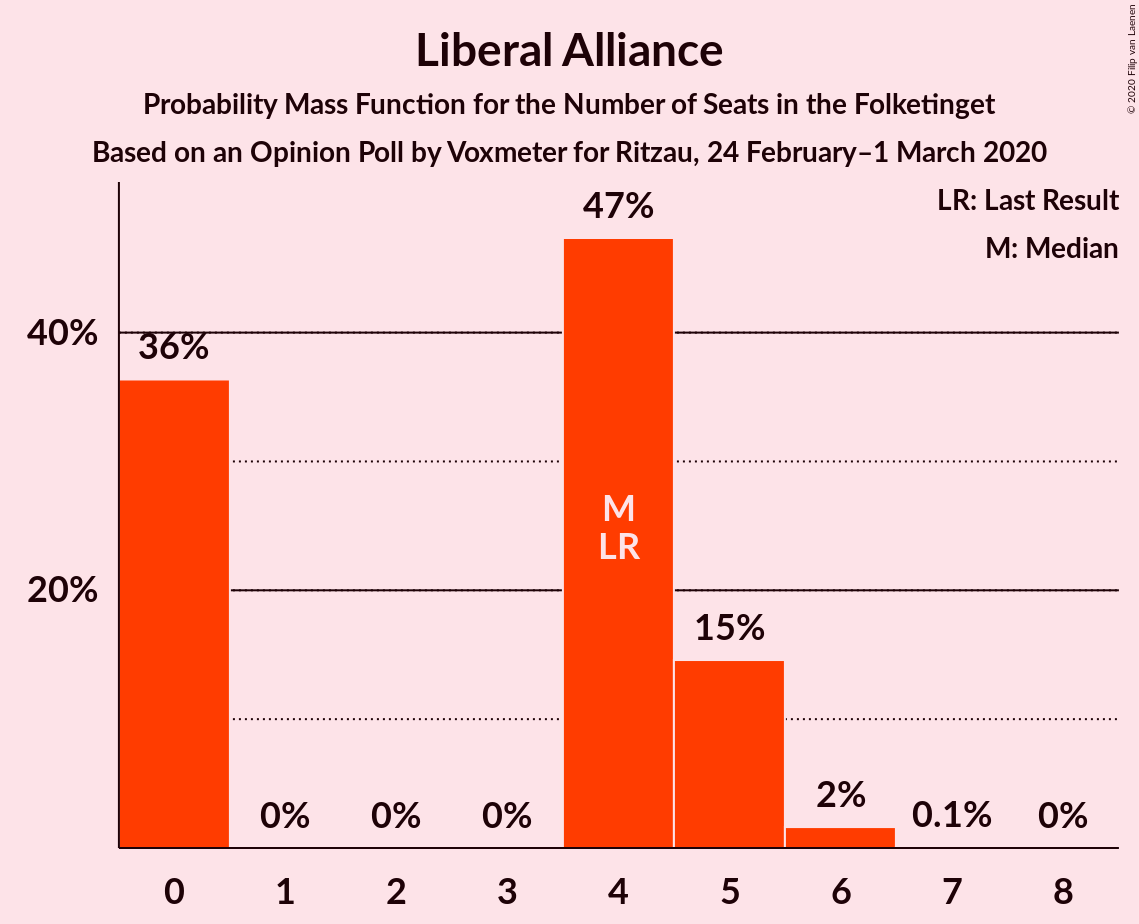 Liberal Alliance
Probability Mass Function for the Number of Seats in the Folketinget
Based on an Opinion Poll by Voxmeter for Ritzau, 24 February–1 March 2020
© 2020 Filip van Laenen
LR: Last Result
M: Median
40%
20%
36%
0%
0%
0%
47%
M
LR
15%
2%
0.1%
0%
0
1
2
3
4
5
6
7
8